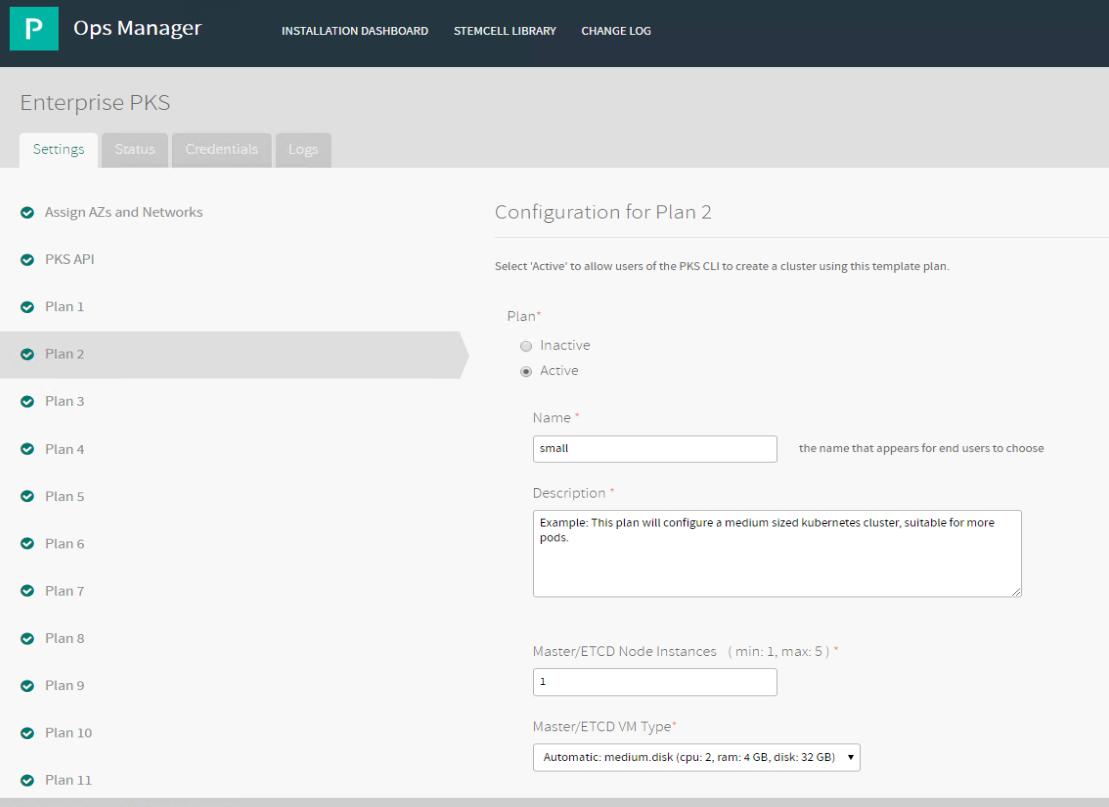 P
Ops Manager
INSTALLATION DASHBOARD STEMCELL LIBRARY CHANGE LOG
Enterprise PKS
Settings Status Credentials Logs
Assign AZs and Networks
PKS API
Plan 1
Plan 2
Plan 3
Plan 4
Plan 5
Plan 6
Plan 7
Plan 8
Plan 9
Plan 10
Plan 11
Configuration for Plan 2
Select 'Active' to allow users of the PKS CLI to create a cluster using this template plan.
Plan*
Inactive
Active
Name *
small
the name that appears for end users to choose
Description *
Example: This plan will configure a medium sized kubernetes cluster, suitable for more
pods.
Master/ETCD Node Instances ( min: 1, max: 5 ) *
1
Master/ETCD VM Type*
Automatic: medium.disk (cpu: 2, ram: 4 GB, disk: 32 GB)